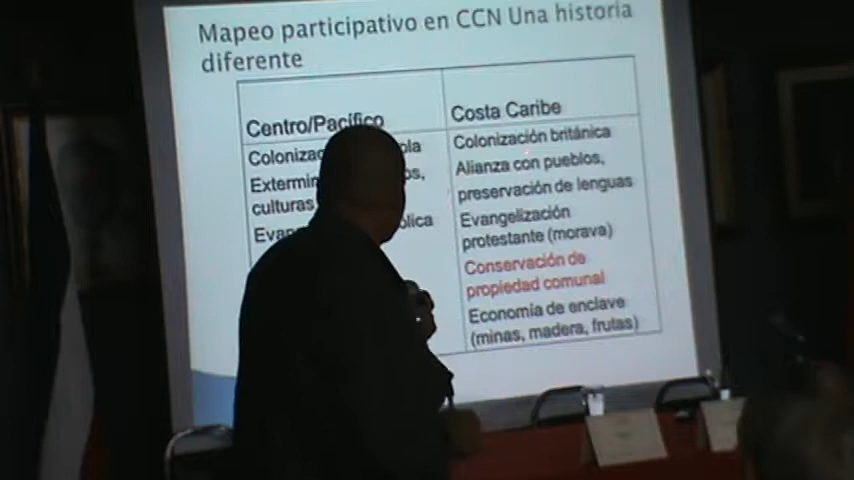 Mapeo participativo en CCN Una historia
diferente
Centro/Pacífico
Costa Caribe
Colonizac ola
Extermin os,
culturas
Evan ólica
Colonización británica
Alianza con pueblos,
preservación de lenguas
Evangelización
protestante (morava)
Conservación de
propiedad comunal
Economía de enclave
(minas, madera, frutas)